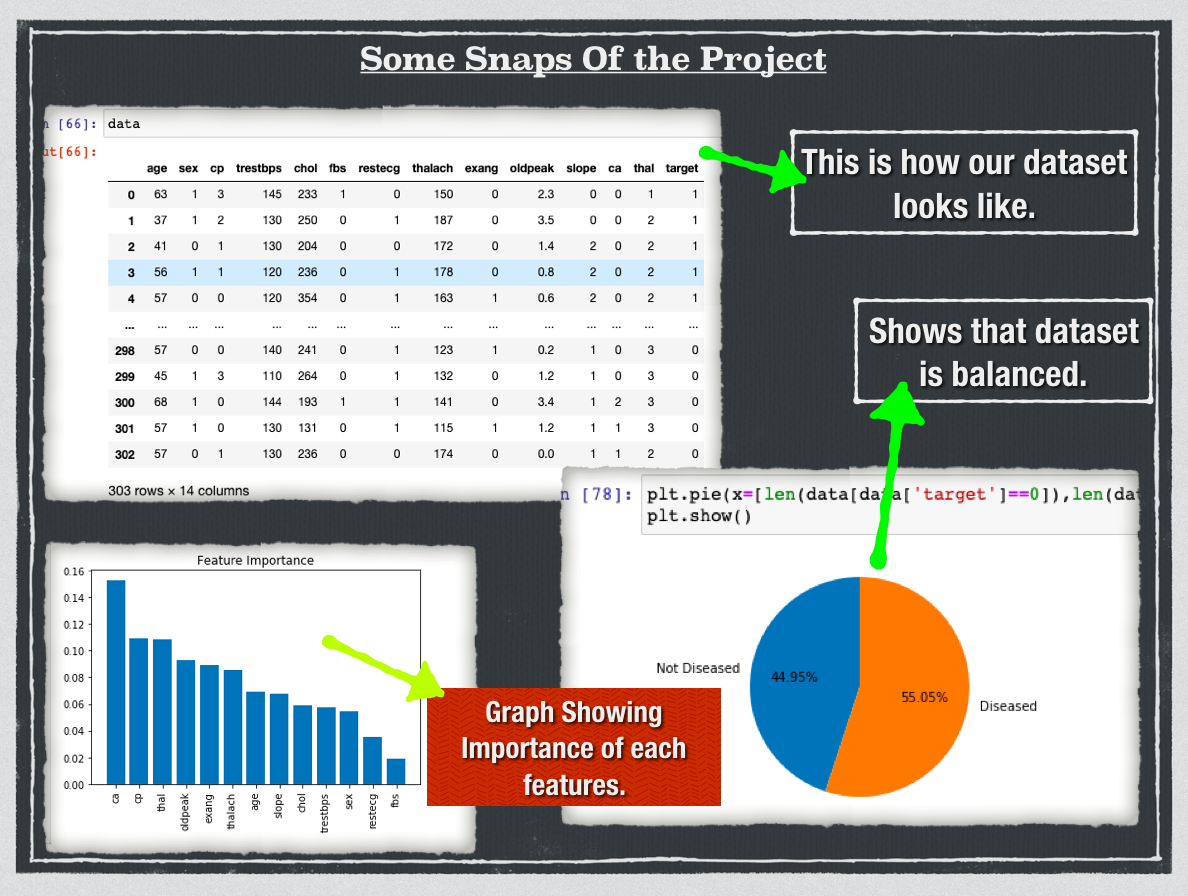 Some Snaps Of the Project
n [66]: data
ut[66]:
age sex cp trestbps chol fbs restecg thalach exang oldpeak slope ca thal target
0 63 1 3 145 233 1 0 150 0 2.3 0 0 1 1
1 37 1 2 130 250 0 1 187 0 3.5 0 0 2 1
2 41 0 1 130 204 0 0 172 0 1.4 2 0 2 1
3 56 1 1 120 236 0 1 178 0 0.8 2 0 2 1
4 57 0 0 120 354 0 1 163 1 0.6 2 0 2 1
... ... ... ... ... ... ... ... ... ... ... ... ... ... ...
298 57 0 0 140 241 0 1 123 1 0.2 1 0 3 0
299 45 1 3 110 264 0 1 132 0 1.2 1 0 3 0
300 68 1 0 144 193 1 1 141 0 3.4 1 2 3 0
301 57 1 0 130 131 0 1 115 1 1.2 1 1 3 0
302 57 0 1 130 236 0 0 174 0 0.0 1 1 2 0
303 rows × 14 columns
This is how our dataset
looks like.
Shows that dataset
is balanced.
n [78]: plt.pie(x=[len(data[data['target']==0]),len(dat
plt.show()
Not Diseased
44.95%
55.05%
Diseased
Feature Importance
0.16
0.14
0.12
0.10
0.08
0.06
0.04
0.02
0.00
ca
cp
thal
oldpeak
exang
thalach
age
slope
chol
trestbps
sex
restecg
fbs
Graph Showing
Importance of each
features.